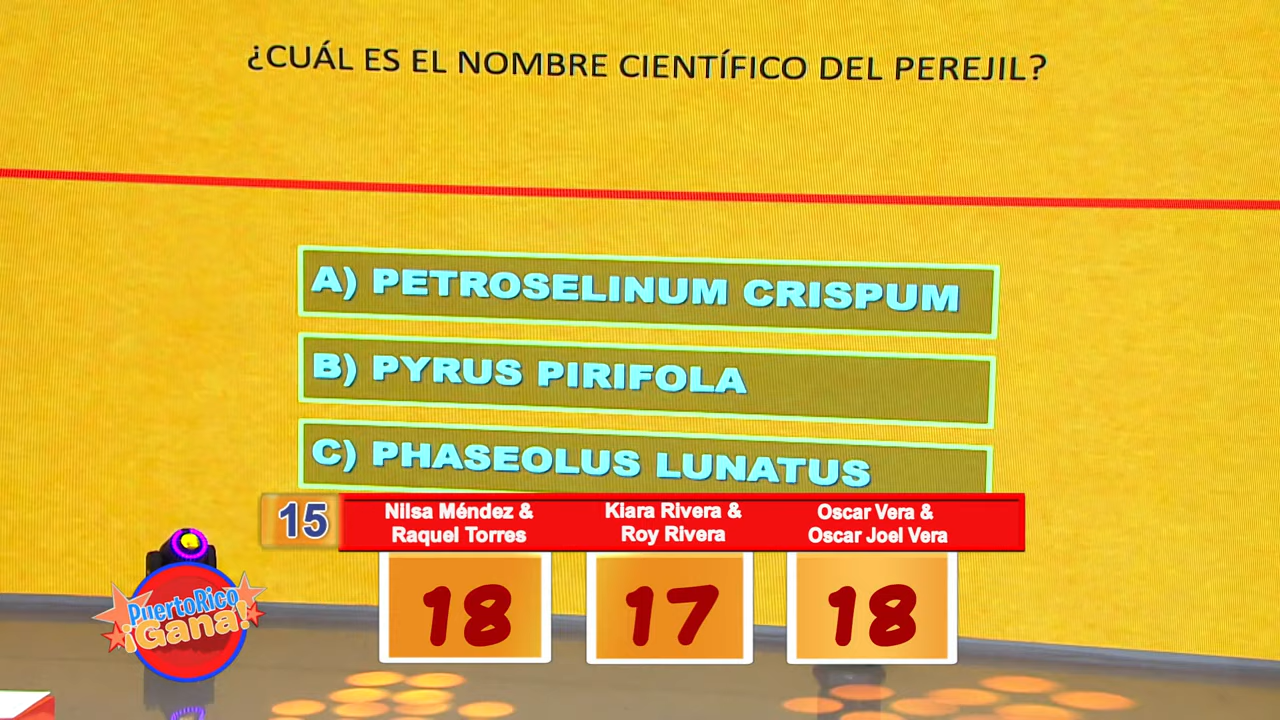 ¿CUÁL ES EL NOMBRE CIENTÍFICO DEL PEREJIL?
A) PETROSELINUM CRISPUM
B) PYRUS PIRIFOLA
C) PHASEOLUS LUNATUS
15
Nilsa Méndez &
Raquel Torres
Kiara Rivera &
Roy Rivera
Oscar Vera &
Oscar Joel Vera
18
17
18
PuertoRico
¡Gana!